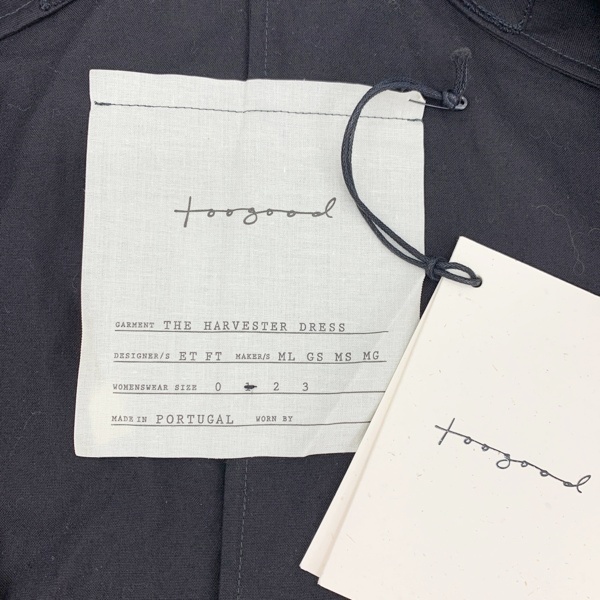 toogood
GARMENT THE HARVESTER DRESS
DESIGNER/S ET FT MAKER/S ML GS MS MG
WOMENSWEAR SIZE 0 1 2 3
MADE IN PORTUGAL WORN BY
toogood